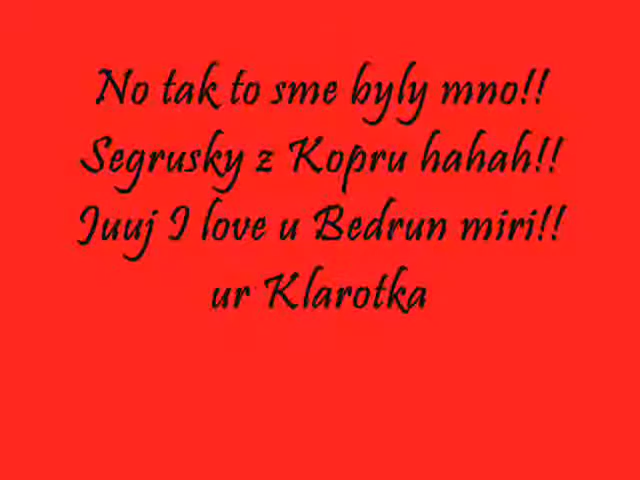 No tak to sme byly mno!!
Segrusky z Kopru hahah!!
Juuj I love u Bedrun miri!!
ur Klarotka